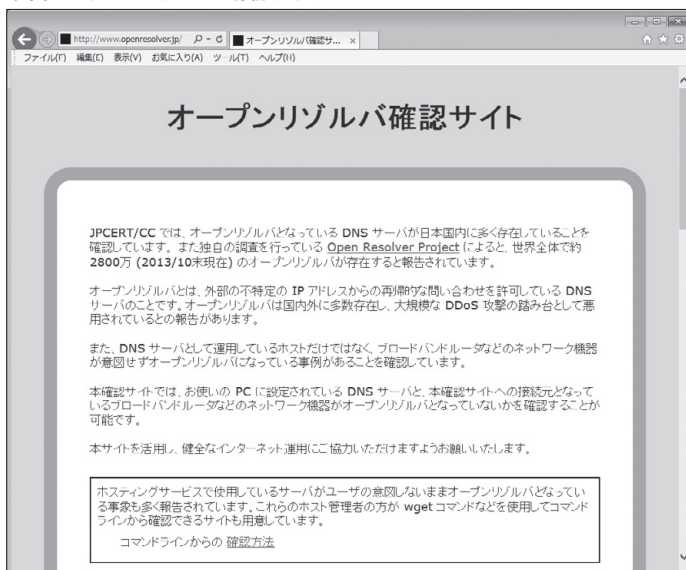 http://www.openresolver.jp/
オープンリゾルバ確認サ... ×
ファイル(F) 編集(E) 表示(V) お気に入り(A) ツール(T) ヘルプ(H)
オープンリゾルバ確認サイト
JPCERT/CC では、オープンリゾルバとなっている DNS サーバが日本国内に多く存在していることを
確認しています。また独自の調査を行っている Open Resolver Project によると、世界全体で約
2800万 (2013/10末現在) のオープンリゾルバが存在すると報告されています。
オープンリゾルバとは、外部の不特定の IP アドレスからの再帰的な問い合わせを許可している DNS
サーバのことです。オープンリゾルバは国内外に多数存在し、大規模な DDoS 攻撃の踏み台として悪
用されているとの報告があります。
また、DNS サーバとして運用しているホストだけではなく、ブロードバンドルータなどのネットワーク機器
が意図せずオープンリゾルバになっている事例があることを確認しています。
本確認サイトでは、お使いの PC に設定されている DNS サーバと、本確認サイトへの接続元となって
いるブロードバンドルータなどのネットワーク機器がオープンリゾルバとなっていないかを確認することが
可能です。
本サイトを活用し、健全なインターネット運用にご協力いただけますようお願いいたします。
ホスティングサービスで使用しているサーバがユーザの意図しないままオープンリゾルバとなってい
る事象も多く報告されています。これらのホスト管理者の方が wget コマンドなどを使用してコマンド
ラインから確認できるサイトも用意しています。
コマンドラインからの 確認方法